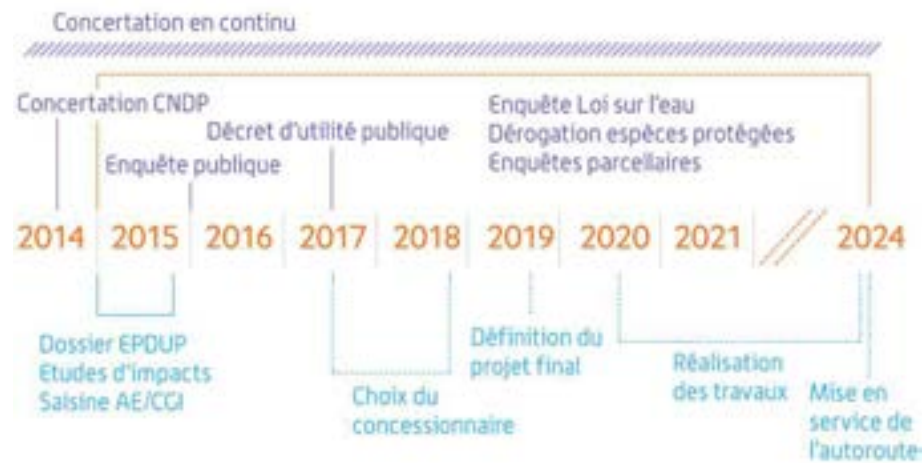 Concertation en continu
Concertation CNDP
Décret d'utilité publique
Enquête publique
Enquête Loi sur l'eau
Dérogation espèces protégées
Enquêtes parcellaires
2014 2015 2016 2017 2018 2019 2020 2021 2024
Dossier EPDUP
Etudes d'impacts
Saisine AE/CGI
Choix du
concessionnaire
Définition du
projet final
Réalisation
des travaux
Mise en
service de
l'autoroute